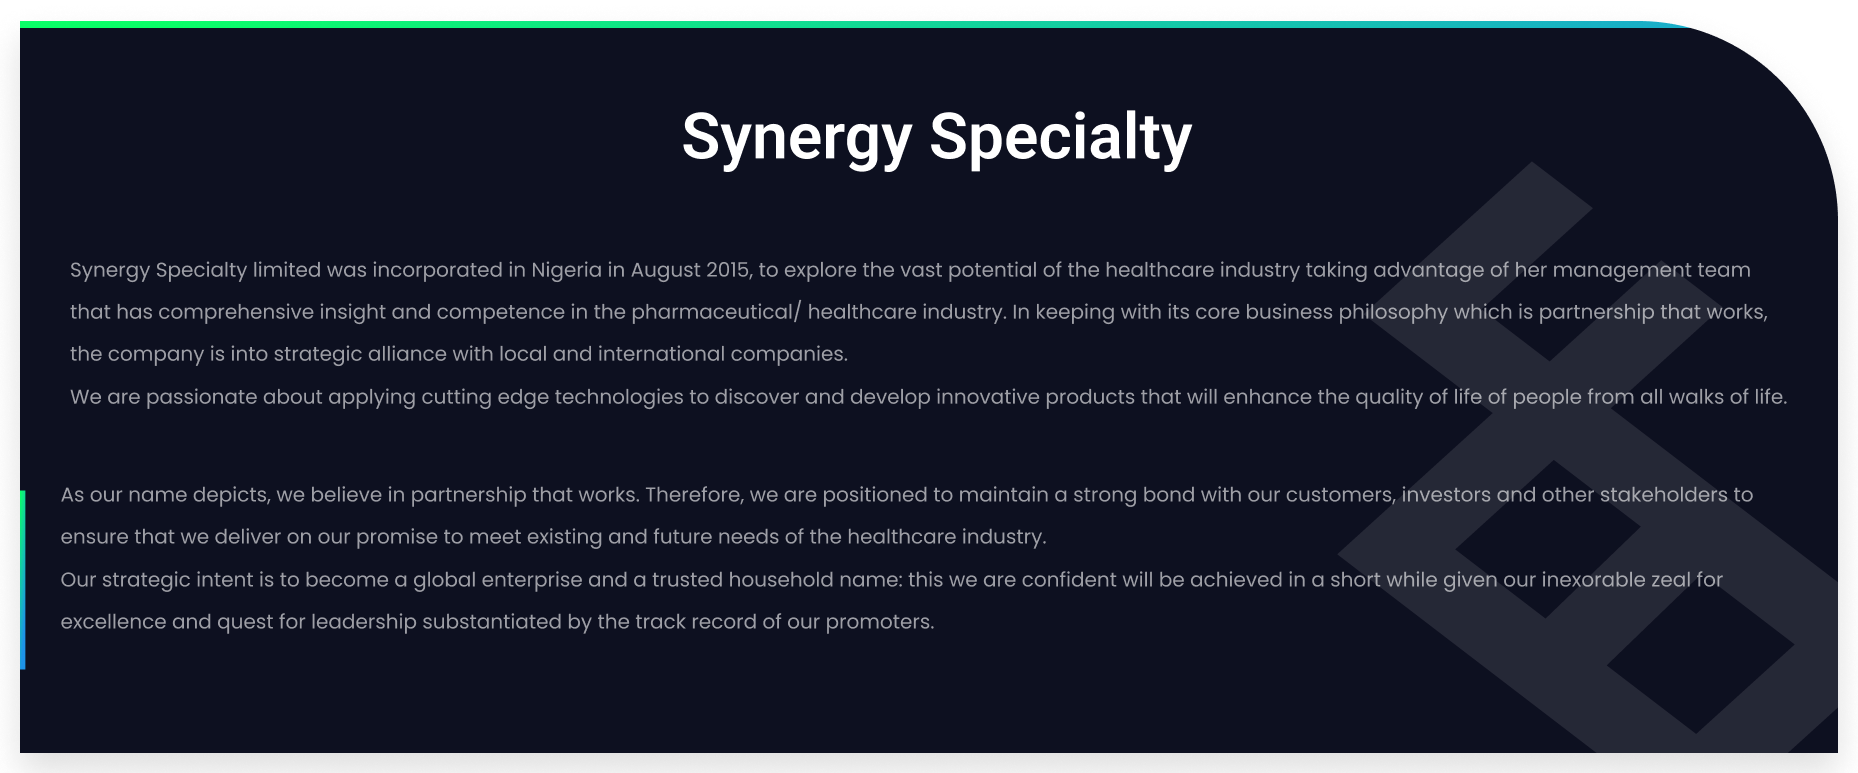 Synergy Specialty
Synergy Specialty limited was incorporated in Nigeria in August 2015, to explore the vast potential of the healthcare industry taking advantage of her management team
that has comprehensive insight and competence in the pharmaceutical/ healthcare industry. In keeping with its core business philosophy which is partnership that works,
the company is into strategic alliance with local and international companies.
We are passionate about applying cutting edge technologies to discover and develop innovative products that will enhance the quality of life of people from all walks of life.
As our name depicts, we believe in partnership that works. Therefore, we are positioned to maintain a strong bond with our customers, investors and other stakeholders to
ensure that we deliver on our promise to meet existing and future needs of the healthcare industry.
Our strategic intent is to become a global enterprise and a trusted household name: this we are confident will be achieved in a short while given our inexorable zeal for
excellence and quest for leadership substantiated by the track record of our promoters.